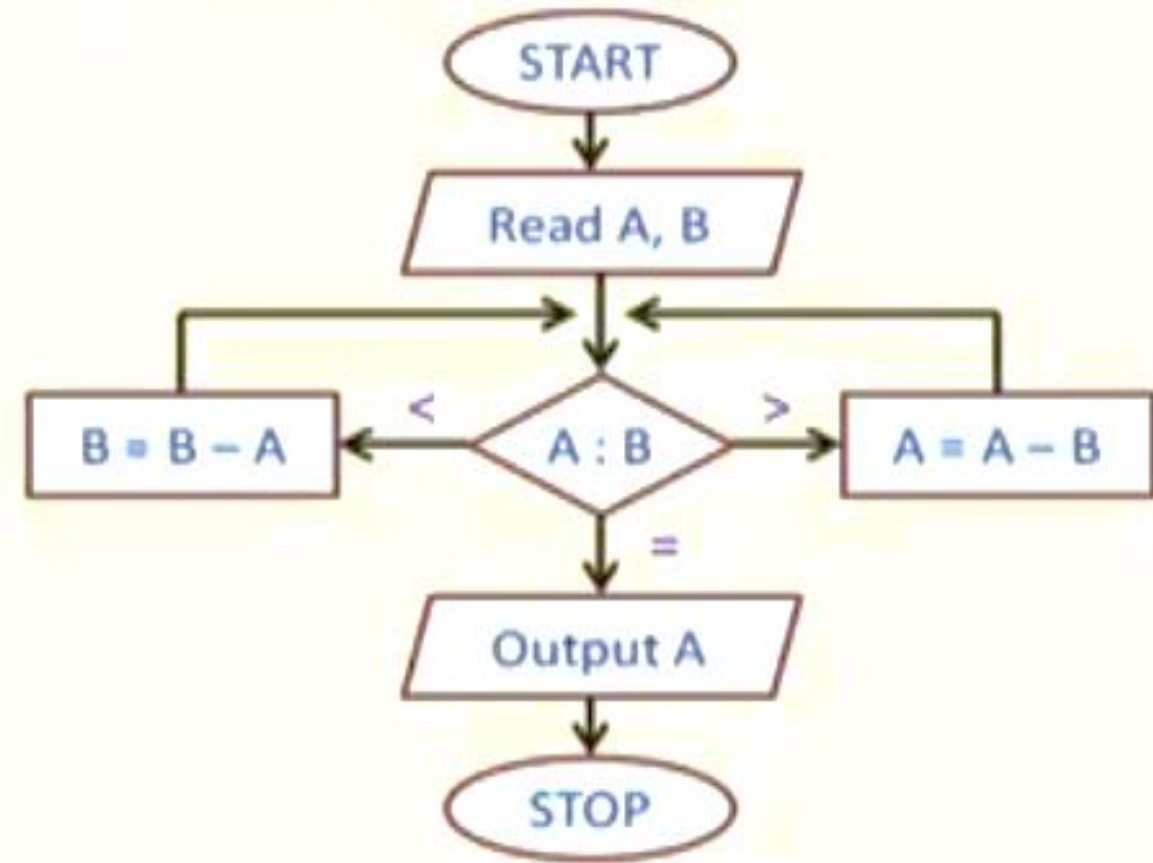 START
Read A, B
<
>
B = B – A
A : B
A = A – B
=
Output A
STOP